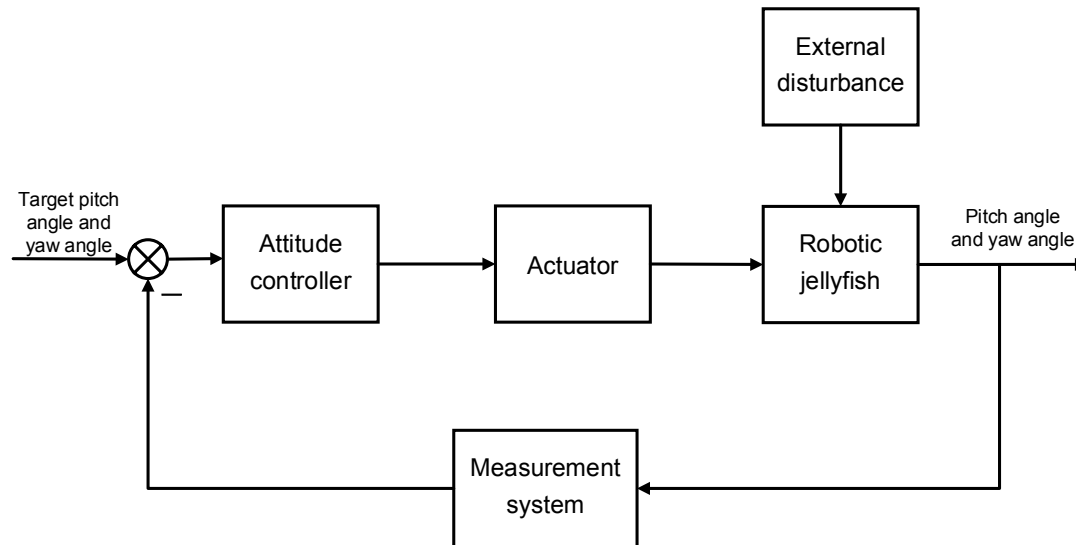 External
disturbance
Target pitch
angle and
yaw angle
Attitude
controller
Actuator
Robotic
jellyfish
Pitch angle
and yaw angle
Measurement
system